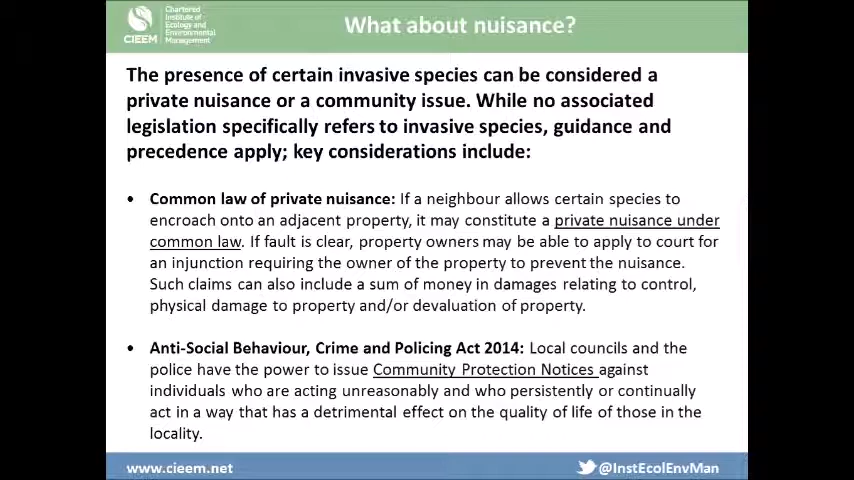 CIEEM
Chartered
Institute of
Ecology and
Environmental
Management
What about nuisance?
The presence of certain invasive species can be considered a
private nuisance or a community issue. While no associated
legislation specifically refers to invasive species, guidance and
precedence apply; key considerations include:
• Common law of private nuisance: If a neighbour allows certain species to
encroach onto an adjacent property, it may constitute a private nuisance under
common law. If fault is clear, property owners may be able to apply to court for
an injunction requiring the owner of the property to prevent the nuisance.
Such claims can also include a sum of money in damages relating to control,
physical damage to property and/or devaluation of property.
• Anti-Social Behaviour, Crime and Policing Act 2014: Local councils and the
police have the power to issue Community Protection Notices against
individuals who are acting unreasonably and who persistently or continually
act in a way that has a detrimental effect on the quality of life of those in the
locality.
www.cieem.net
@InstEcolEnvMan